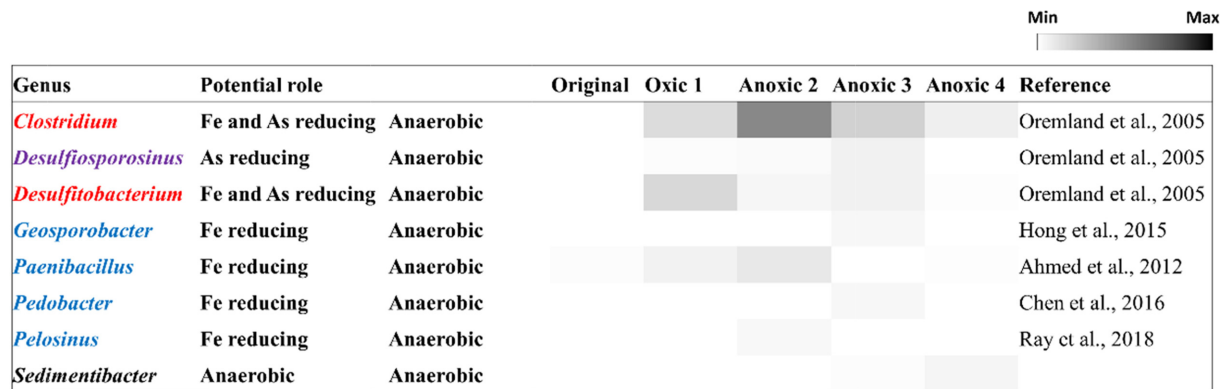 Min Max
Genus Potential role Original Oxic 1 Anoxic 2 Anoxic 3 Anoxic 4 Reference
Clostridium Fe and As reducing Anaerobic Oremland et al., 2005
Desulfiosporosinus As reducing Anaerobic Oremland et al., 2005
Desulfitobacterium Fe and As reducing Anaerobic Oremland et al., 2005
Geosporobacter Fe reducing Anaerobic Hong et al., 2015
Paenibacillus Fe reducing Anaerobic Ahmed et al., 2012
Pedobacter Fe reducing Anaerobic Chen et al., 2016
Pelosinus Fe reducing Anaerobic Ray ct al., 2018
Sedimentibacter Anaerobic Anaerobic